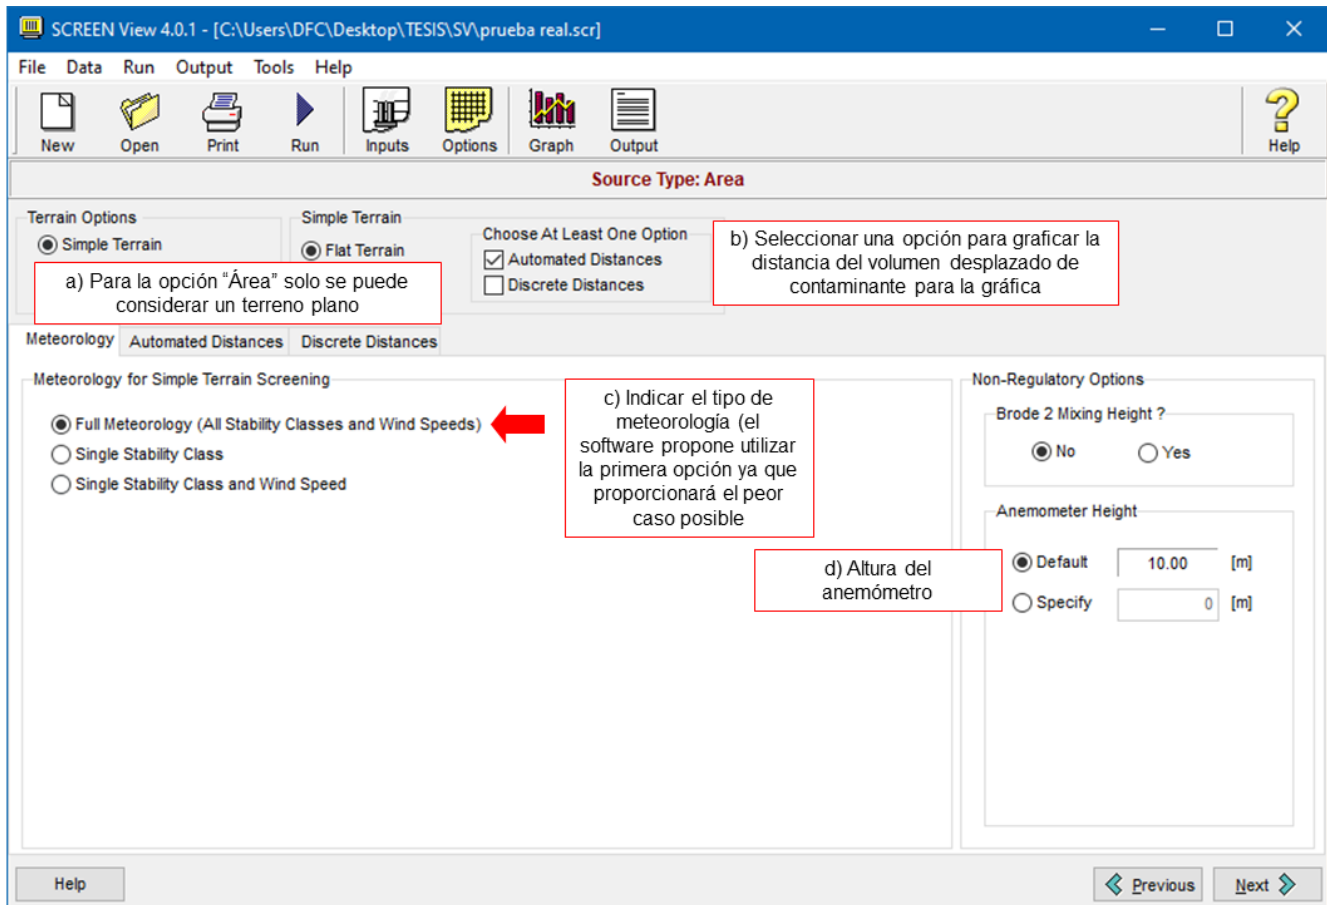 SCREEN View 4.0.1 - [C:\Users\DFC\Desktop\TESIS\SV\prueba real.scr]
File Data Run Output Tools Help
New Open Print Run Inputs Options Graph Output Help
Source Type: Area
Terrain Options
Simple Terrain
Simple Terrain
Flat Terrain
Choose At Least One Option
Automated Distances
Discrete Distances
a) Para la opción “Área” solo se puede
considerar un terreno plano
b) Seleccionar una opción para graficar la
distancia del volumen desplazado de
contaminante para la gráfica
Meteorology Automated Distances Discrete Distances
Meteorology for Simple Terrain Screening
Full Meteorology (All Stability Classes and Wind Speeds)
Single Stability Class
Single Stability Class and Wind Speed
c) Indicar el tipo de
meteorología (el
software propone utilizar
la primera opción ya que
proporcionará el peor
caso posible
Non-Regulatory Options
Brode 2 Mixing Height ?
No Yes
Anemometer Height
Default 10.00 [m]
Specify 0 [m]
d) Altura del
anemómetro
Help Previous Next